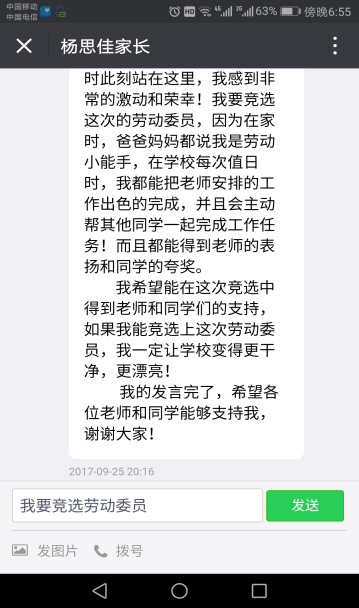 中国移动
中国电信
HD
46
26
63%
傍晚6:55
杨思佳家长
时此刻站在这里，我感到非
常的激动和荣幸！我要竞选
这次的劳动委员，因为在家
时，爸爸妈妈都说我是劳动
小能手，在学校每次值日
时，我都能把老师安排的工
作出色的完成，并且会主动
帮其他同学一起完成工作任
务！而且都能得到老师的表
扬和同学的夸奖。
我希望能在这次竞选中
得到老师和同学们的支持，
如果我能竞选上这次劳动委
员，我一定让学校变得更干
净，更漂亮！
我的发言完了，希望各
位老师和同学能够支持我，
谢谢大家！
2017-09-25 20:16
我要竞选劳动委员
发送
发图片
拨号